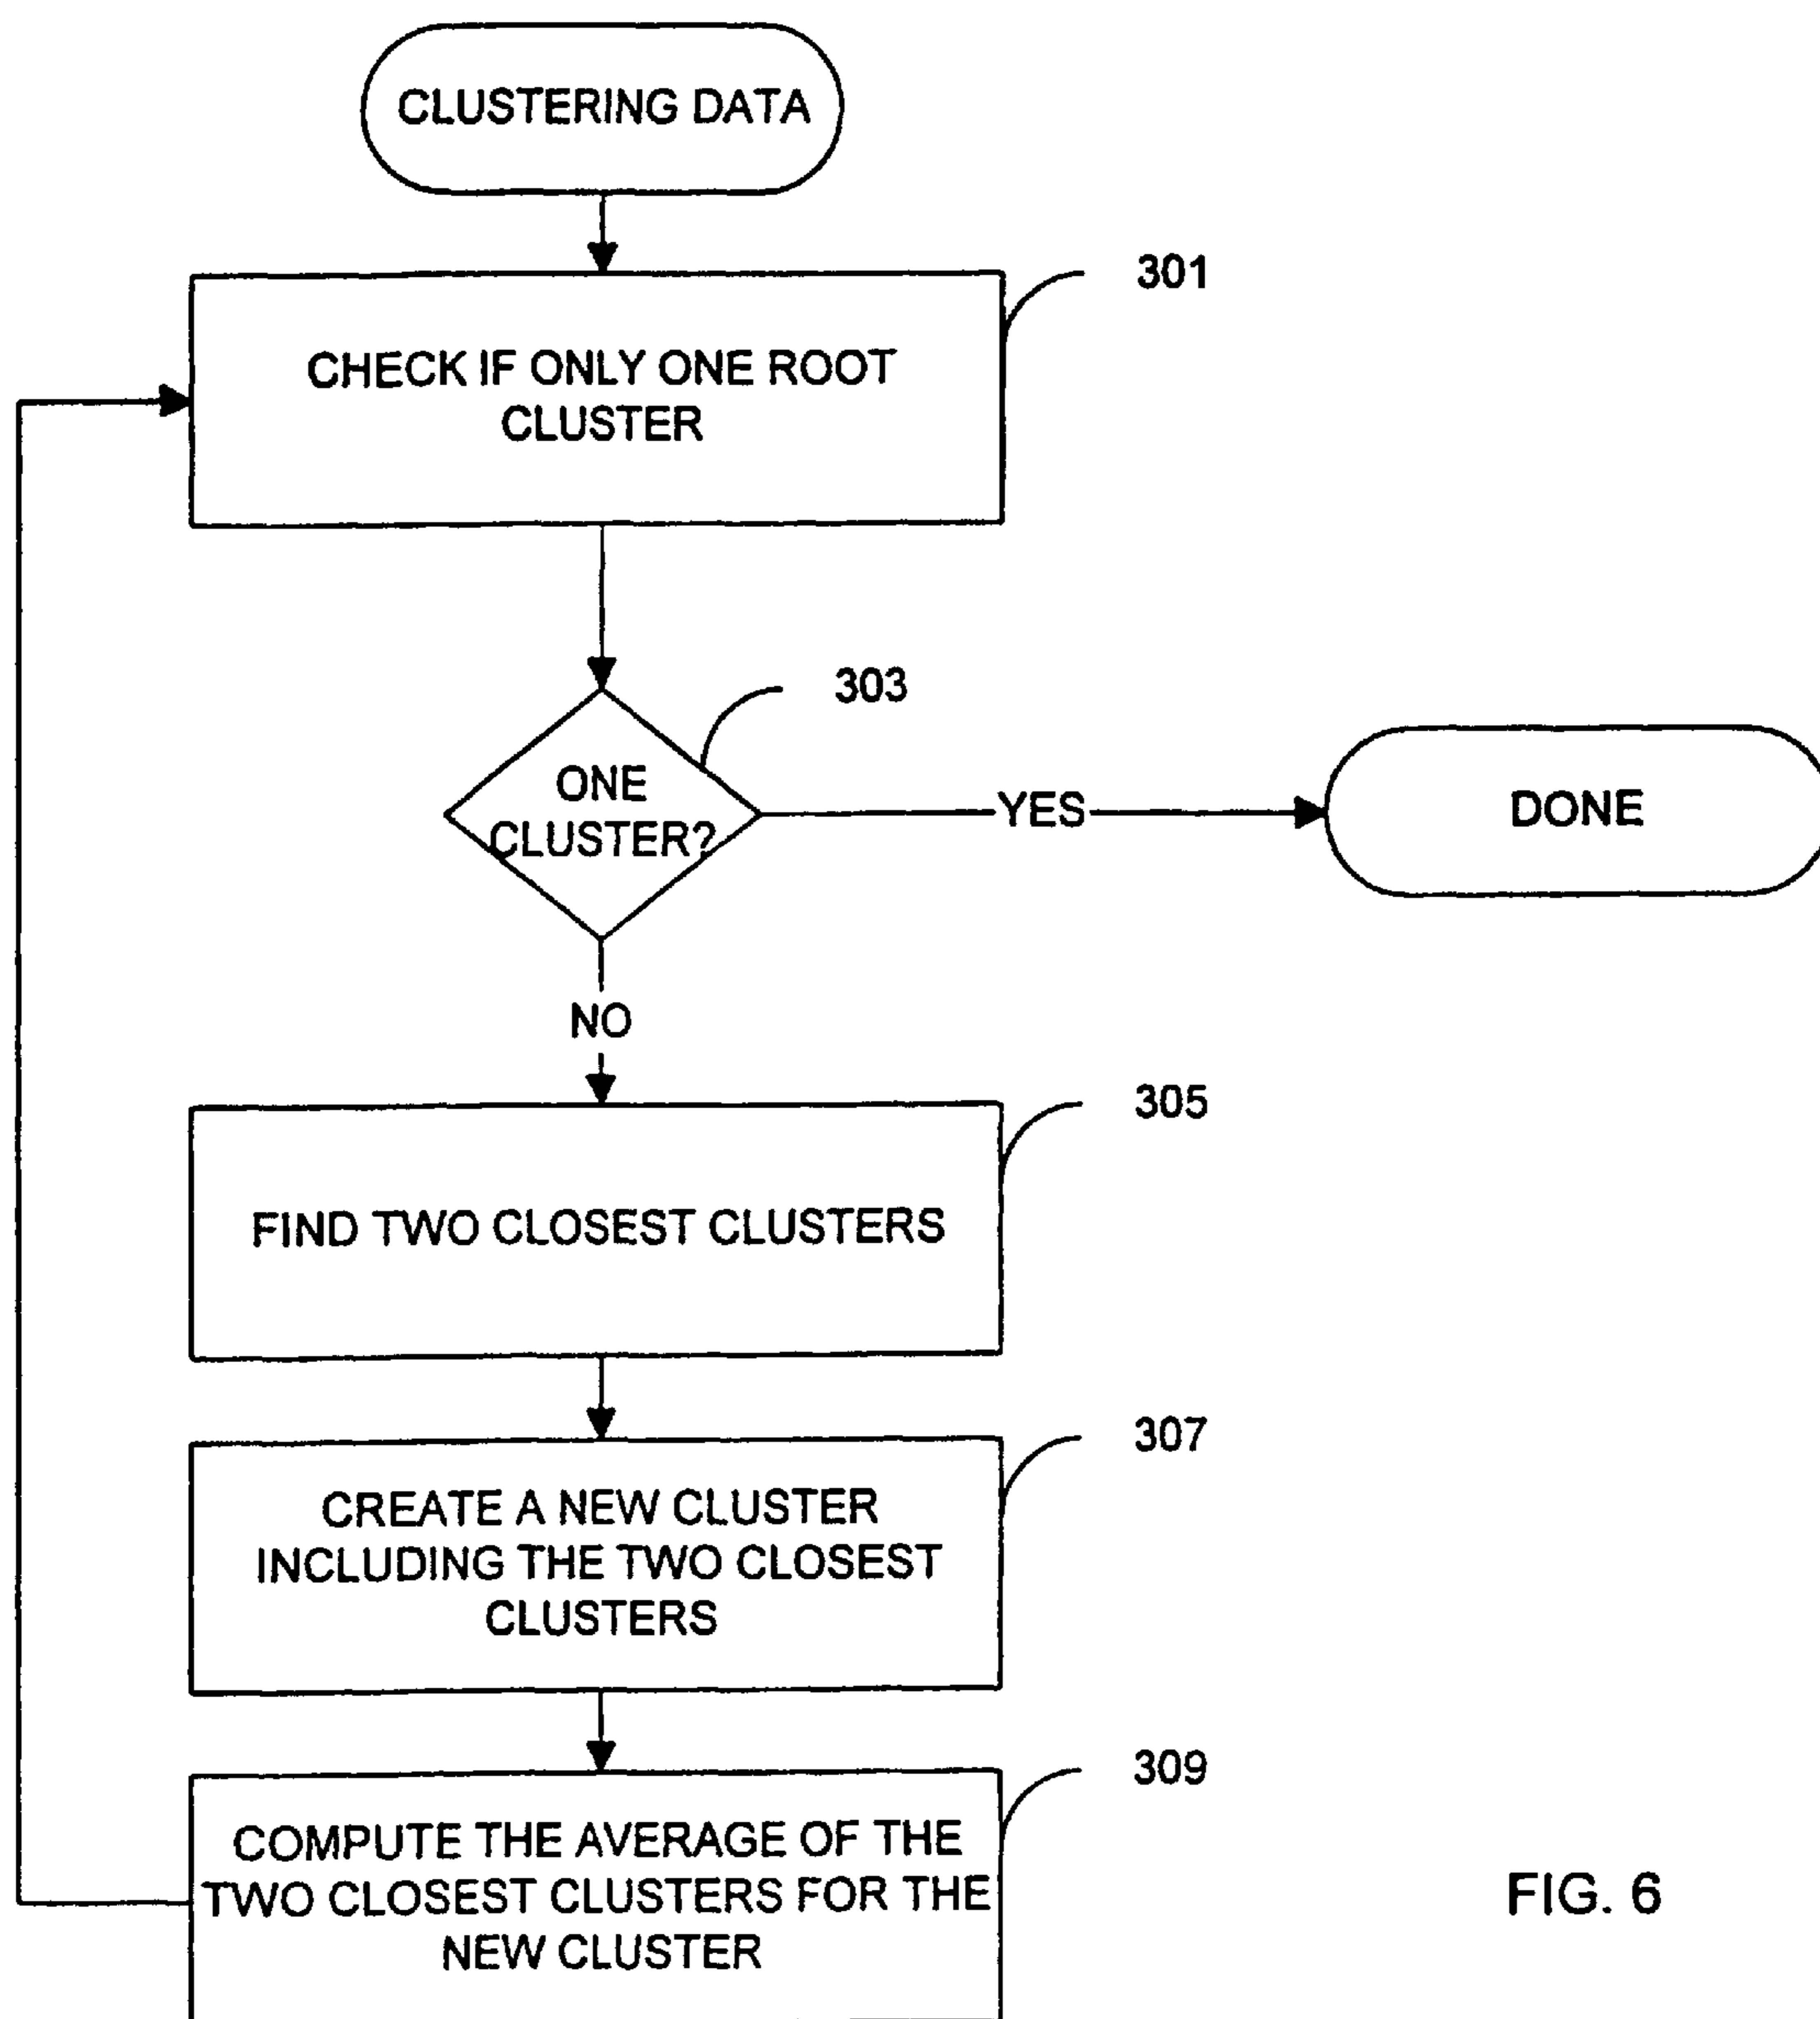 CLUSTERING DATA
301
CHECK IF ONLY ONE ROOT
CLUSTER
303
ONE
CLUSTER?
YES
DONE
NO
305
FIND TWO CLOSEST CLUSTERS
307
CREATE A NEW CLUSTER
INCLUDING THE TWO CLOSEST
CLUSTERS
309
COMPUTE THE AVERAGE OF THE
TWO CLOSEST CLUSTERS FOR THE
NEW CLUSTER
FIG. 6